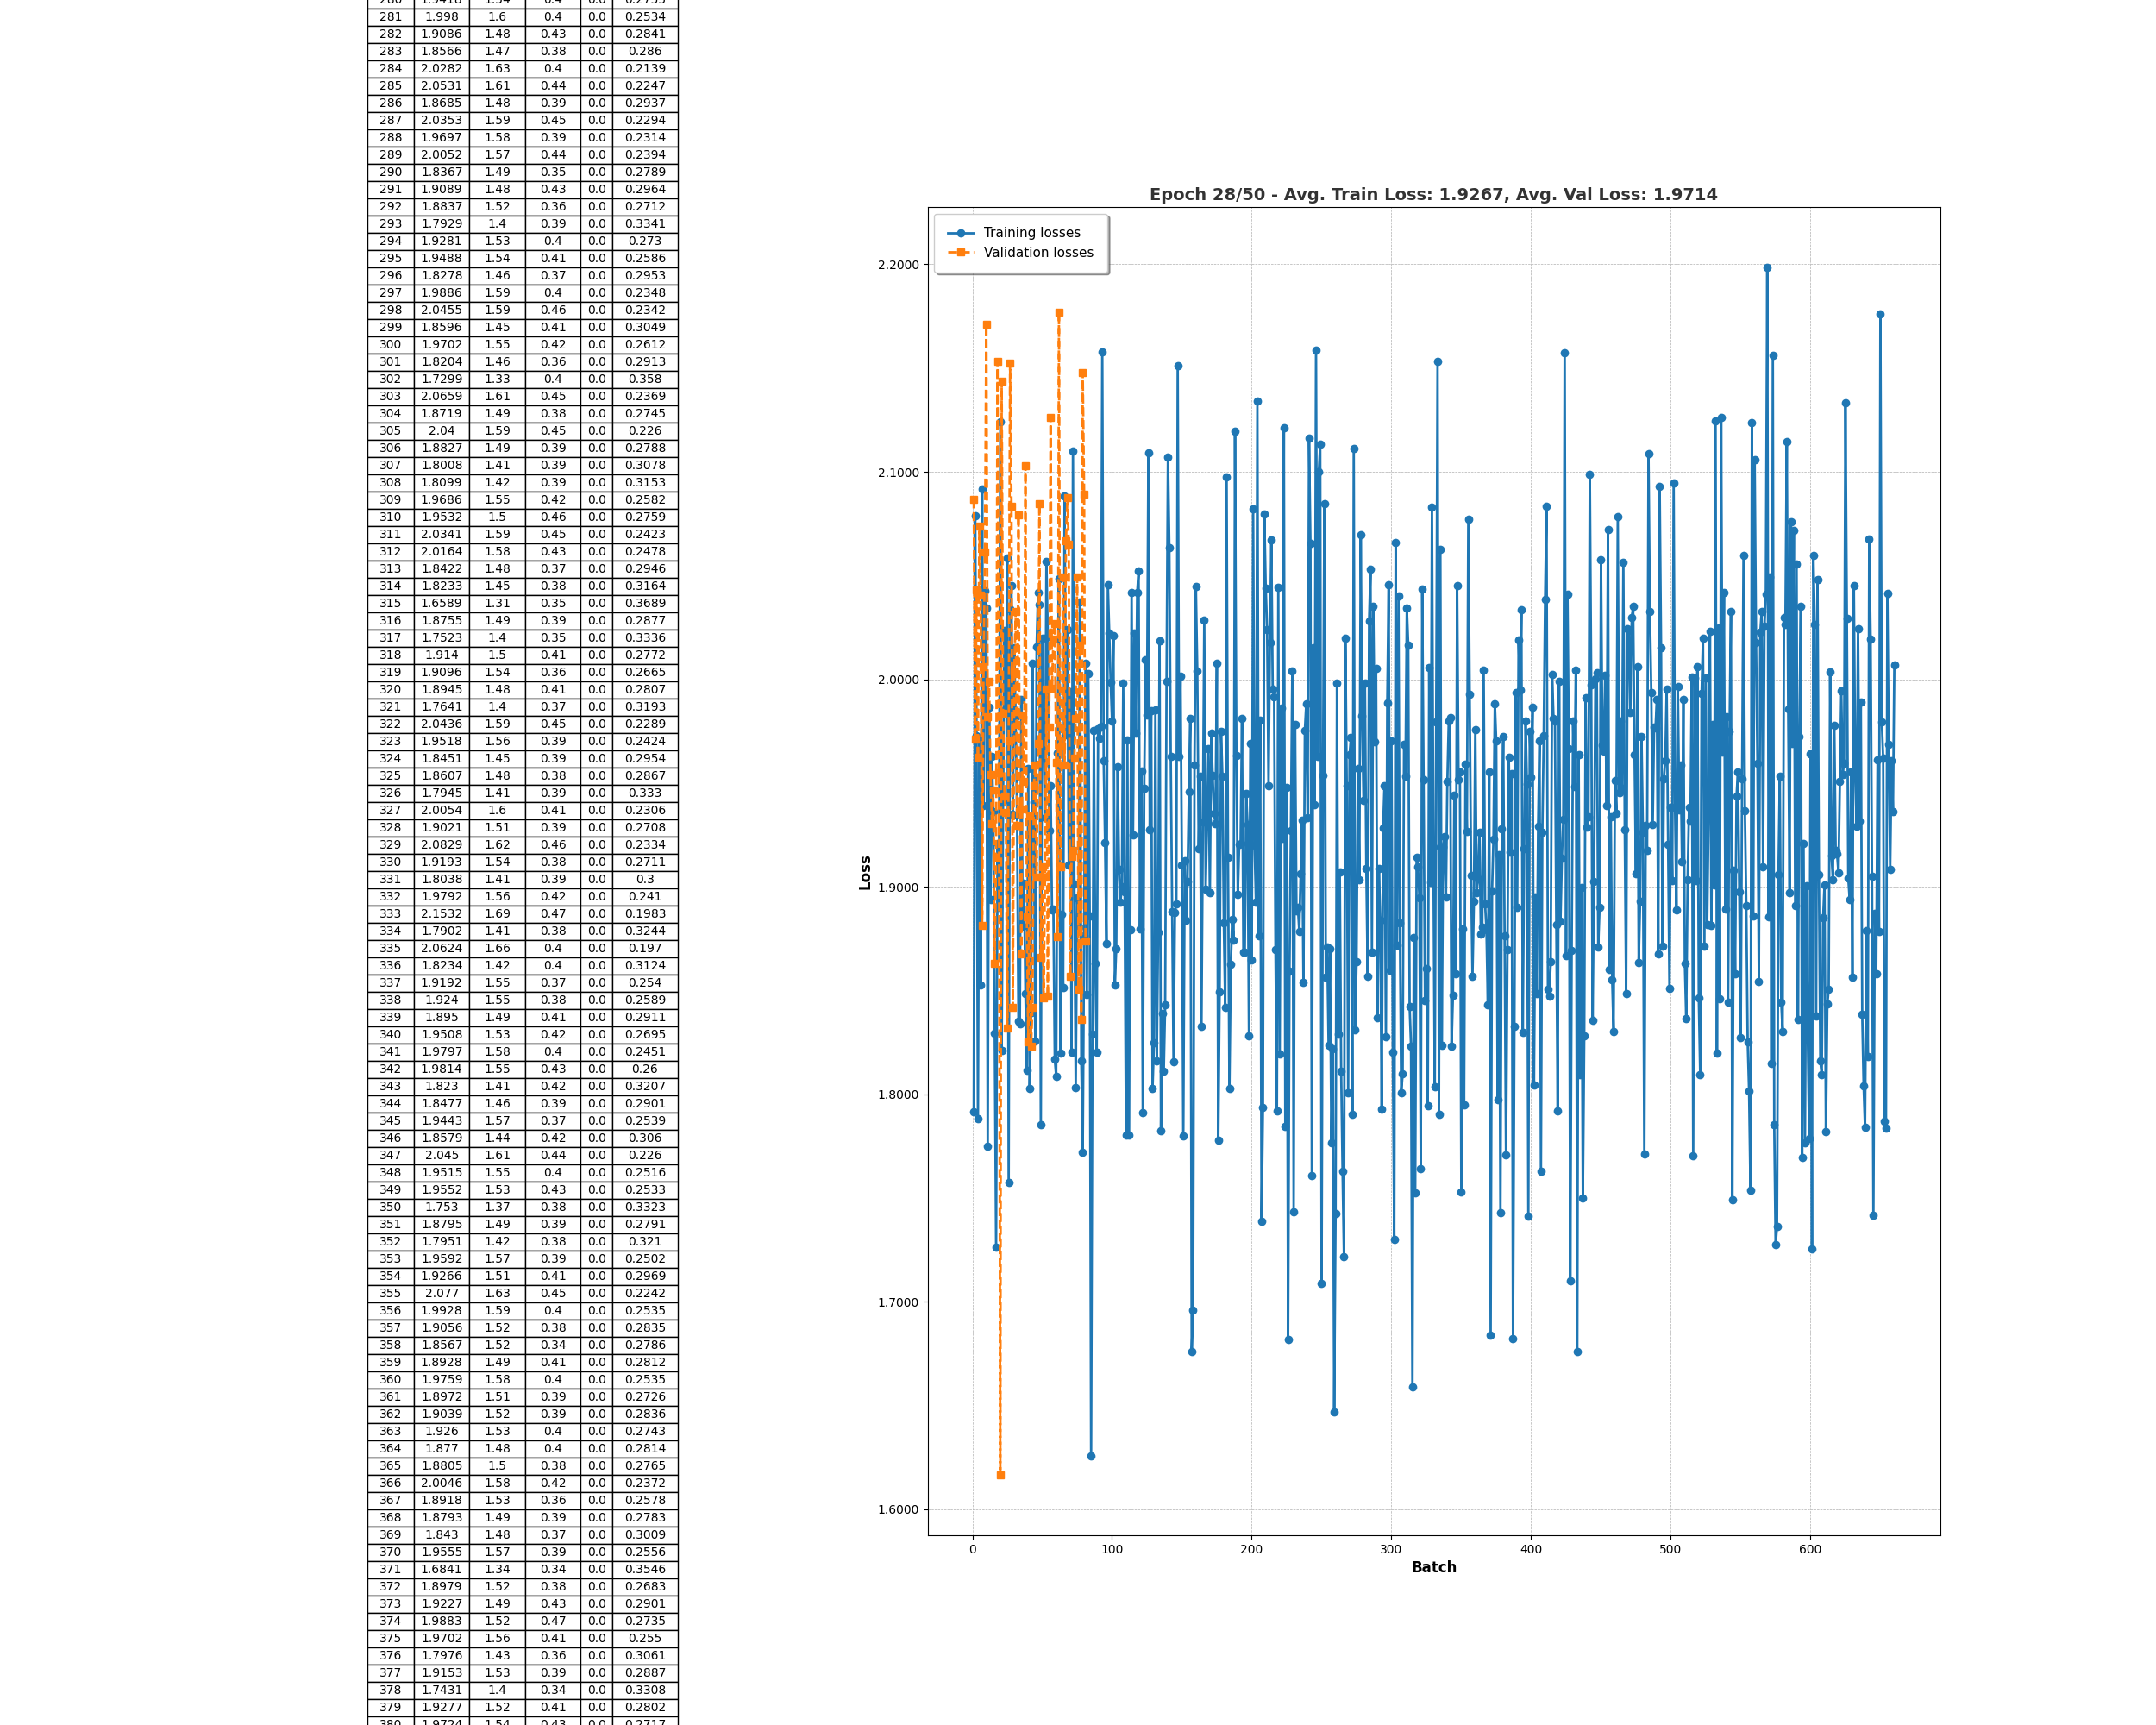 281 1.998 1.6 0.4 0.0 0.2534
282 1.9086 1.48 0.43 0.0 0.2841
283 1.8566 1.47 0.38 0.0 0.286
284 2.0282 1.63 0.4 0.0 0.2139
285 2.0531 1.61 0.44 0.0 0.2247
286 1.8685 1.48 0.39 0.0 0.2937
287 2.0353 1.59 0.45 0.0 0.2294
288 1.9697 1.58 0.39 0.0 0.2314
289 2.0052 1.57 0.44 0.0 0.2394
290 1.8367 1.49 0.35 0.0 0.2789
291 1.9089 1.48 0.43 0.0 0.2964
292 1.8837 1.52 0.36 0.0 0.2712
293 1.7929 1.4 0.39 0.0 0.3341
294 1.9281 1.53 0.4 0.0 0.273
295 1.9488 1.54 0.41 0.0 0.2586
296 1.8278 1.46 0.37 0.0 0.2953
297 1.9886 1.59 0.4 0.0 0.2348
298 2.0455 1.59 0.46 0.0 0.2342
299 1.8596 1.45 0.41 0.0 0.3049
300 1.9702 1.55 0.42 0.0 0.2612
301 1.8204 1.46 0.36 0.0 0.2913
302 1.7299 1.33 0.4 0.0 0.358
303 2.0659 1.61 0.45 0.0 0.2369
304 1.8719 1.49 0.38 0.0 0.2745
305 2.04 1.59 0.45 0.0 0.226
306 1.8827 1.49 0.39 0.0 0.2788
307 1.8008 1.41 0.39 0.0 0.3078
308 1.8099 1.42 0.39 0.0 0.3153
309 1.9686 1.55 0.42 0.0 0.2582
310 1.9532 1.5 0.46 0.0 0.2759
311 2.0341 1.59 0.45 0.0 0.2423
312 2.0164 1.58 0.43 0.0 0.2478
313 1.8422 1.48 0.37 0.0 0.2946
314 1.8233 1.45 0.38 0.0 0.3164
315 1.6589 1.31 0.35 0.0 0.3689
316 1.8755 1.49 0.39 0.0 0.2877
317 1.7523 1.4 0.35 0.0 0.3336
318 1.914 1.5 0.41 0.0 0.2772
319 1.9096 1.54 0.36 0.0 0.2665
320 1.8945 1.48 0.41 0.0 0.2807
321 1.7641 1.4 0.37 0.0 0.3193
322 2.0436 1.59 0.45 0.0 0.2289
323 1.9518 1.56 0.39 0.0 0.2424
324 1.8451 1.45 0.39 0.0 0.2954
325 1.8607 1.48 0.38 0.0 0.2867
326 1.7945 1.41 0.39 0.0 0.333
327 2.0054 1.6 0.41 0.0 0.2306
328 1.9021 1.51 0.39 0.0 0.2708
329 2.0829 1.62 0.46 0.0 0.2334
330 1.9193 1.54 0.38 0.0 0.2711
331 1.8038 1.41 0.39 0.0 0.3
332 1.9792 1.56 0.42 0.0 0.241
333 2.1532 1.69 0.47 0.0 0.1983
334 1.7902 1.41 0.38 0.0 0.3244
335 2.0624 1.66 0.4 0.0 0.197
336 1.8234 1.42 0.4 0.0 0.3124
337 1.9192 1.55 0.37 0.0 0.254
338 1.924 1.55 0.38 0.0 0.2589
339 1.895 1.49 0.41 0.0 0.2911
340 1.9508 1.53 0.42 0.0 0.2695
341 1.9797 1.58 0.4 0.0 0.2451
342 1.9814 1.55 0.43 0.0 0.26
343 1.823 1.41 0.42 0.0 0.3207
344 1.8477 1.46 0.39 0.0 0.2901
345 1.9443 1.57 0.37 0.0 0.2539
346 1.8579 1.44 0.42 0.0 0.306
347 2.045 1.61 0.44 0.0 0.226
348 1.9515 1.55 0.4 0.0 0.2516
349 1.9552 1.53 0.43 0.0 0.2533
350 1.753 1.37 0.38 0.0 0.3323
351 1.8795 1.49 0.39 0.0 0.2791
352 1.7951 1.42 0.38 0.0 0.321
353 1.9592 1.57 0.39 0.0 0.2502
354 1.9266 1.51 0.41 0.0 0.2969
355 2.077 1.63 0.45 0.0 0.2242
356 1.9928 1.59 0.4 0.0 0.2535
357 1.9056 1.52 0.38 0.0 0.2835
358 1.8567 1.52 0.34 0.0 0.2786
359 1.8928 1.49 0.41 0.0 0.2812
360 1.9759 1.58 0.4 0.0 0.2535
361 1.8972 1.51 0.39 0.0 0.2726
362 1.9039 1.52 0.39 0.0 0.2836
363 1.926 1.53 0.4 0.0 0.2743
364 1.877 1.48 0.4 0.0 0.2814
365 1.8805 1.5 0.38 0.0 0.2765
366 2.0046 1.58 0.42 0.0 0.2372
367 1.8918 1.53 0.36 0.0 0.2578
368 1.8793 1.49 0.39 0.0 0.2783
369 1.843 1.48 0.37 0.0 0.3009
370 1.9555 1.57 0.39 0.0 0.2556
371 1.6841 1.34 0.34 0.0 0.3546
372 1.8979 1.52 0.38 0.0 0.2683
373 1.9227 1.49 0.43 0.0 0.2901
374 1.9883 1.52 0.47 0.0 0.2735
375 1.9702 1.56 0.41 0.0 0.255
376 1.7976 1.43 0.36 0.0 0.3061
377 1.9153 1.53 0.39 0.0 0.2887
378 1.7431 1.4 0.34 0.0 0.3308
379 1.9277 1.52 0.41 0.0 0.2802
380 1.9724 1.54 0.43 0.0 0.2717
Epoch 28/50 - Avg. Train Loss: 1.9267, Avg. Val Loss: 1.9714
Training losses
Validation losses
2.2000
2.1000
2.0000
1.9000
1.8000
1.7000
1.6000
Loss
0 100 200 300 400 500 600
Batch